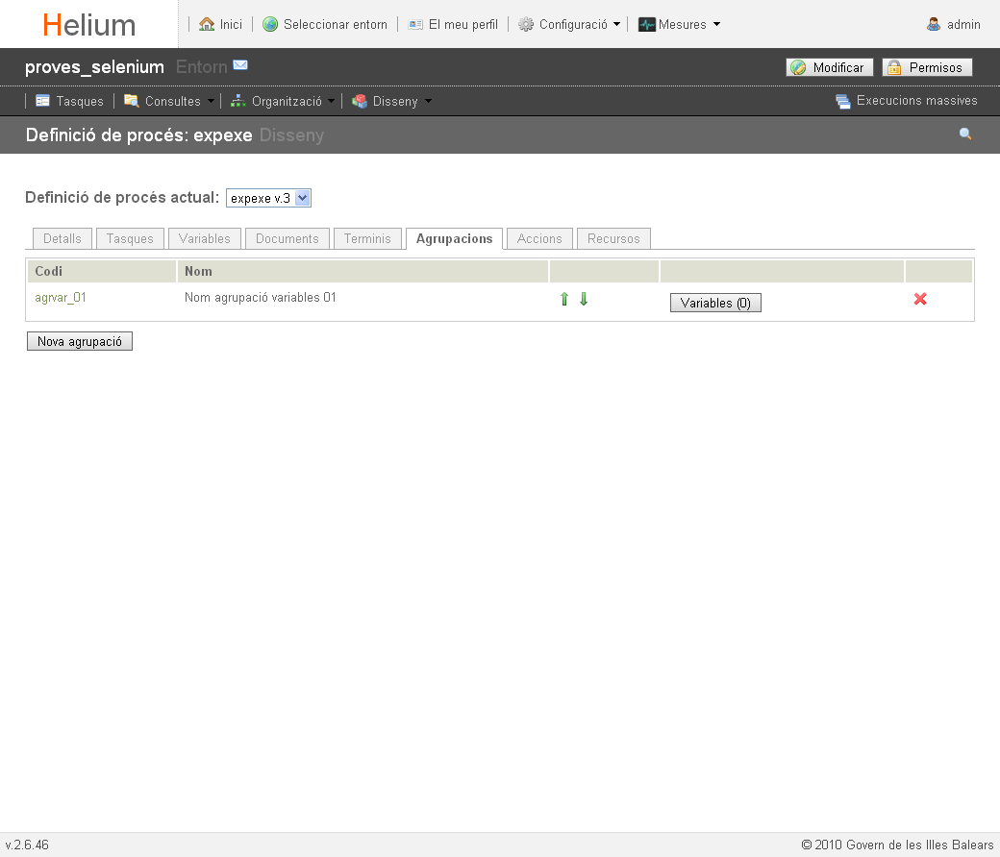 Helium
Inici
Seleccionar entorn
El meu perfil
Configuració
Mesures
admin
proves_selenium Entorn
Modificar
Permisos
Tasques
Consultes
Organització
Disseny
Execucions massives
Definició de procés: expexe Disseny
Definició de procés actual: expexe v.3
Detalls
Tasques
Variables
Documents
Terminis
Agrupacions
Accions
Recursos
Codi Nom
agrvar_01 Nom agrupació variables 01 Variables (0)
Nova agrupació
v.2.6.46
© 2010 Govern de les Illes Balears